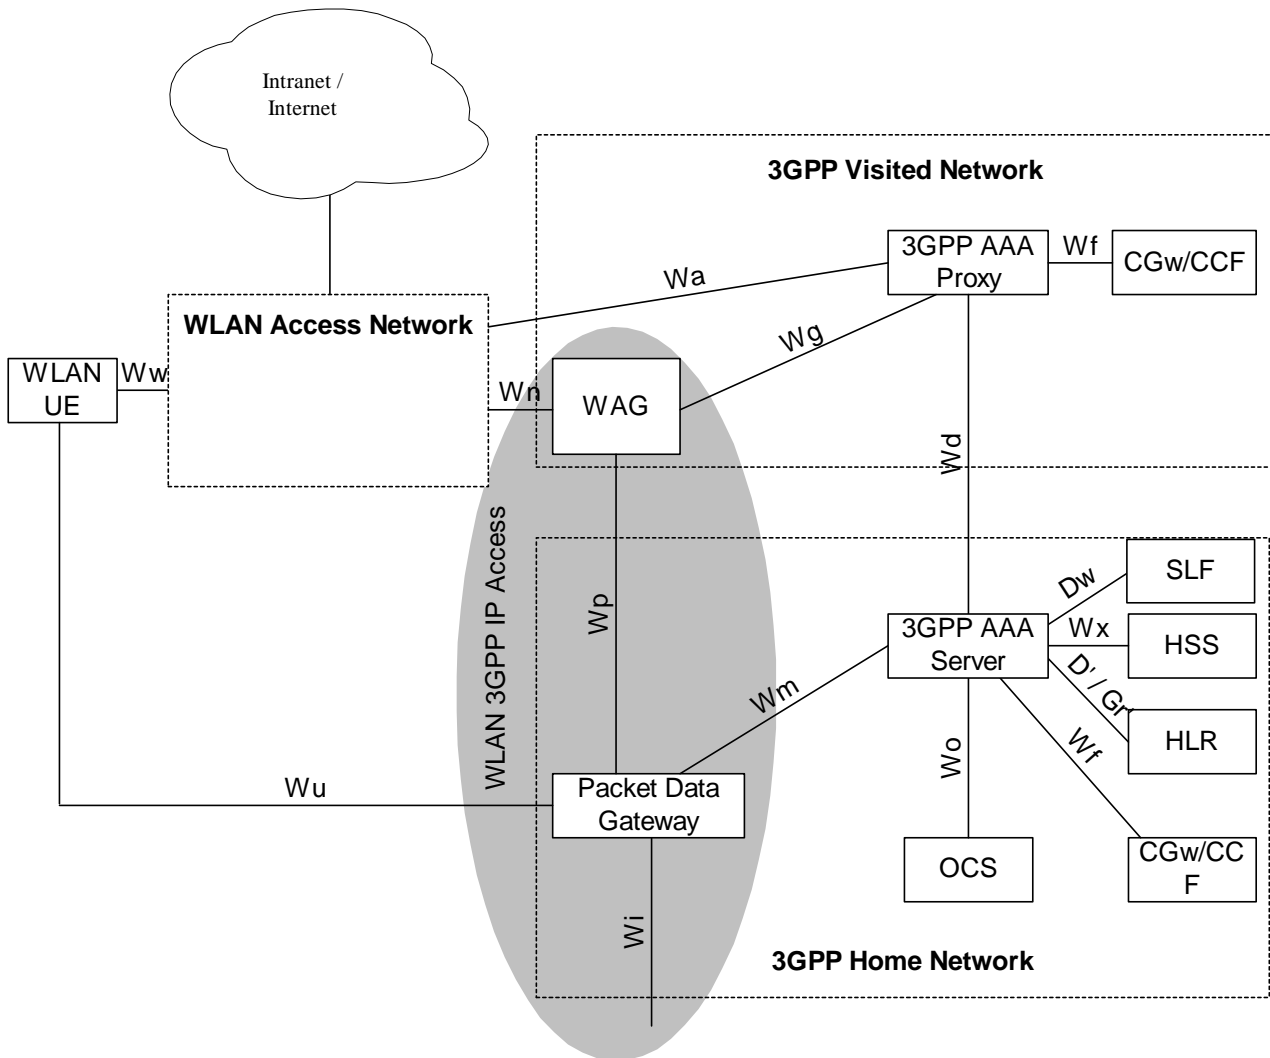 Intranet /
Internet
3GPP Visited Network
3GPP AAA
Proxy
Wf
CGw/CCF
Wa
WLAN Access Network
Wg
WLAN
UE
Ww
Wn
WAG
Wd
WLAN 3GPP IP Access
Wp
Dw
SLF
3GPP AAA
Server
Wx
HSS
D' / Gr'
HLR
Wm
Wo
Wf
Wu
Packet Data
Gateway
OCS
CGw/CC
F
Wi
3GPP Home Network